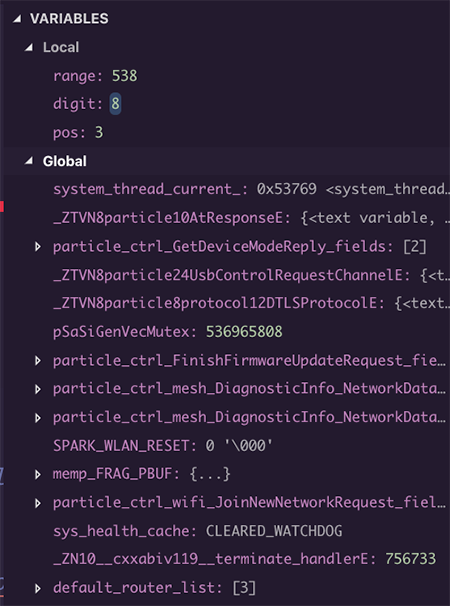 VARIABLES
Local
range: 538
digit: 8
pos: 3
Global
system_thread_current_: 0x53769 <system_thread…
_ZTVN8particle10AtResponseE: {<text variable, …
particle_ctrl_GetDeviceModeReply_fields: [2]
_ZTVN8particle24UsbControlRequestChannelE: {<t…
_ZTVN8particle8protocol12DTLSProtocolE: {<text…
pSaSiGenVecMutex: 536965808
particle_ctrl_FinishFirmwareUpdateRequest_fie…
particle_ctrl_mesh_DiagnosticInfo_NetworkData…
particle_ctrl_mesh_DiagnosticInfo_NetworkData…
SPARK_WLAN_RESET: 0 '\000'
memp_FRAG_PBUF: {...}
particle_ctrl_wifi_JoinNewNetworkRequest_fiel…
sys_health_cache: CLEARED_WATCHDOG
_ZN10__cxxabiv119__terminate_handlerE: 756733
default_router_list: [3]